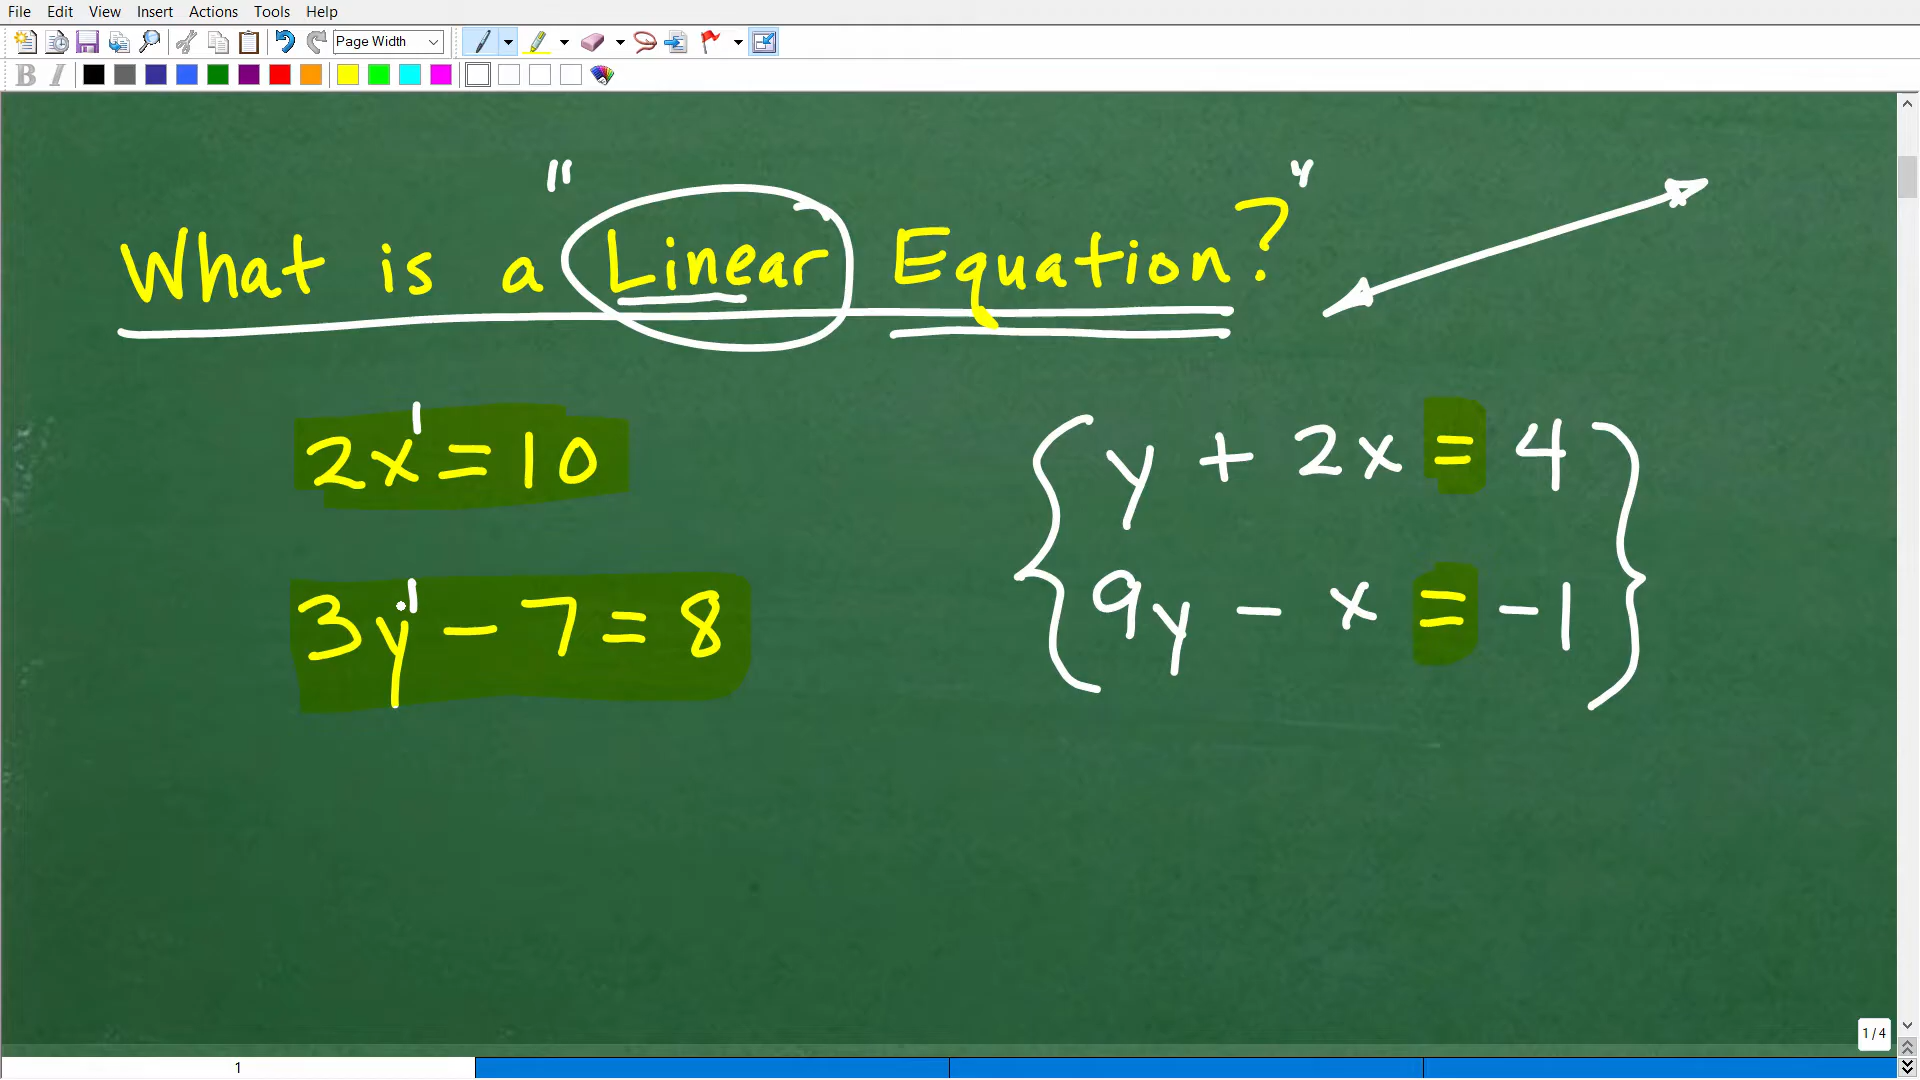 File Edit View Insert Actions Tools Help
Page Width
B I
What is a "Linear Equation?"
2x¹ = 10
3y¹ - 7 = 8
{ y + 2x = 4
9y - x = -1 }
1 / 4
1